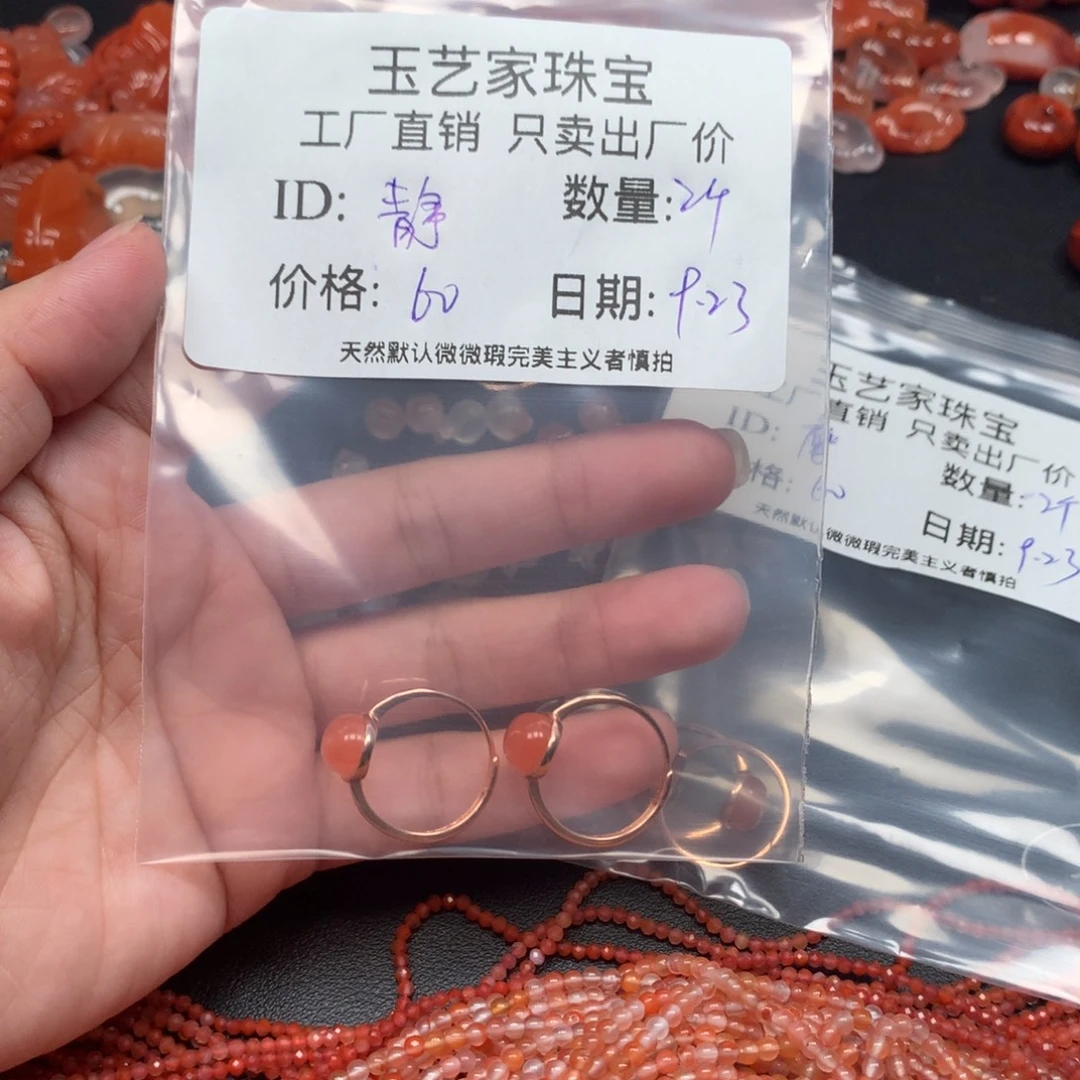 玉艺家珠宝
工厂直销 只卖出厂价
ID: 静 数量:24
价格: 60 日期: 9-23
天然默认微微瑕完美主义者慎拍
玉艺家珠宝
直销 只卖出厂价
ID: 数量: 24
格: 60 日期: 9-23
天然默认微微瑕完美主义者慎拍